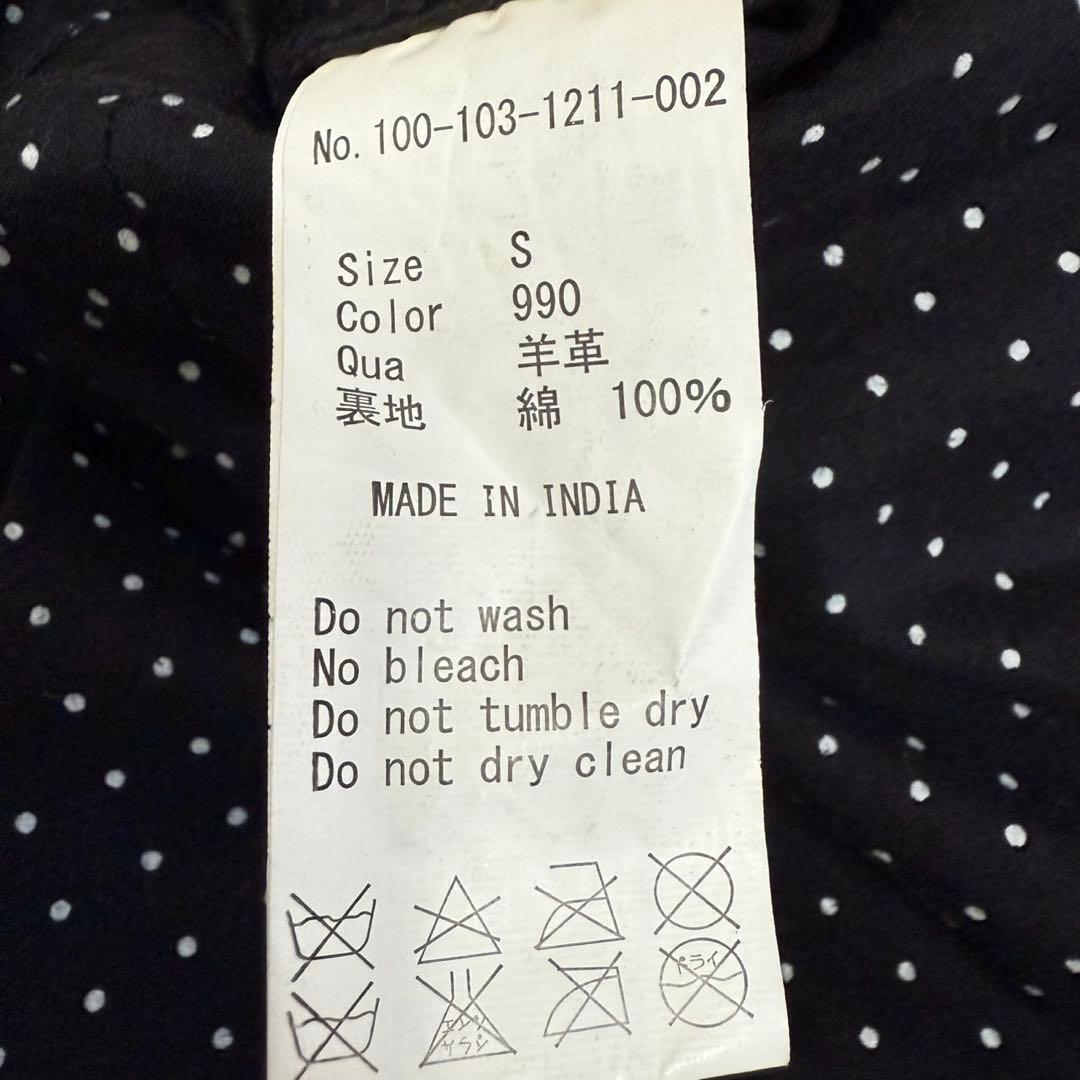 No. 100-103-1211-002
Size S
Color 990
Qua 羊革
裏地 綿 100%
MADE IN INDIA
Do not wash
No bleach
Do not tumble dry
Do not dry clean
ドライ
エンソ
サラシ